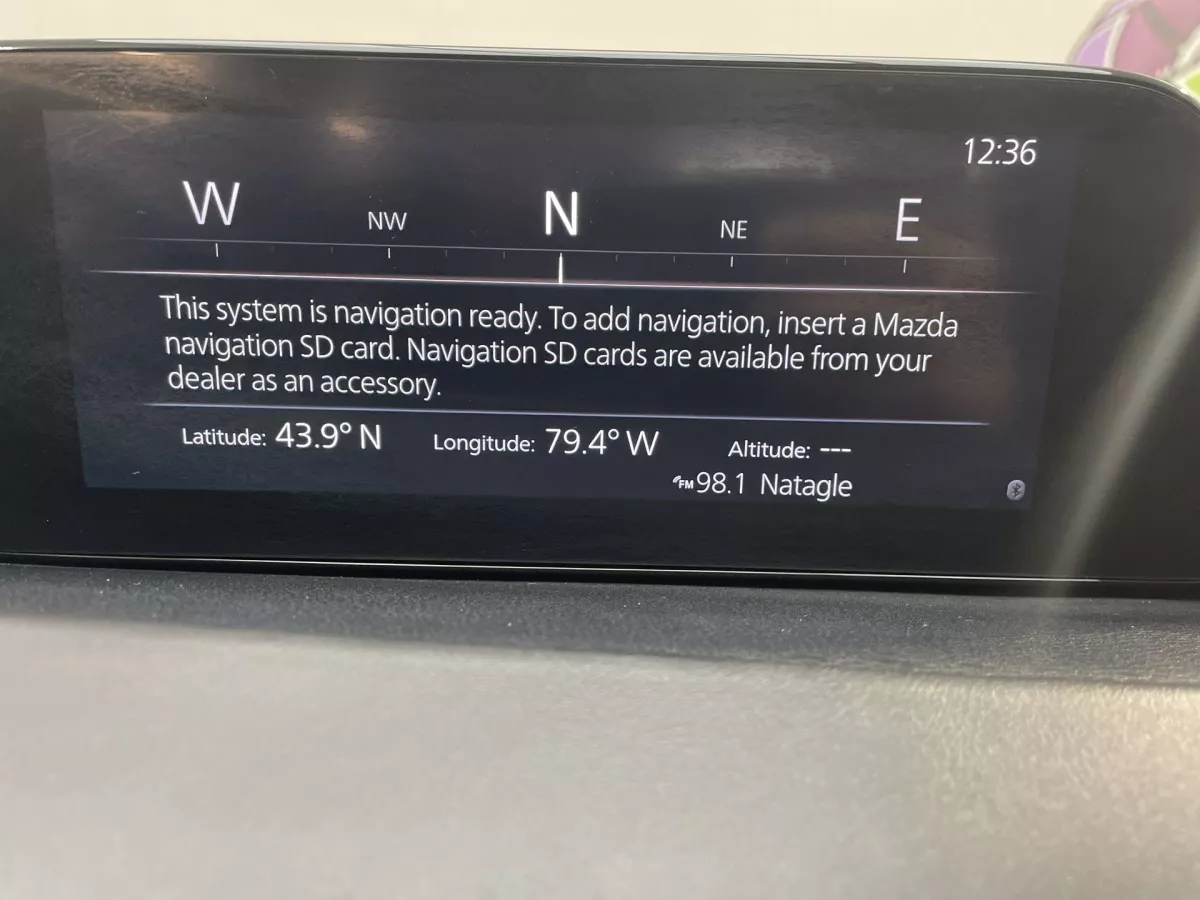 12:36
W NW N NE E
This system is navigation ready. To add navigation, insert a Mazda
navigation SD card. Navigation SD cards are available from your
dealer as an accessory.
Latitude: 43.9° N Longitude: 79.4° W Altitude: ---
FM 98.1 Natagle